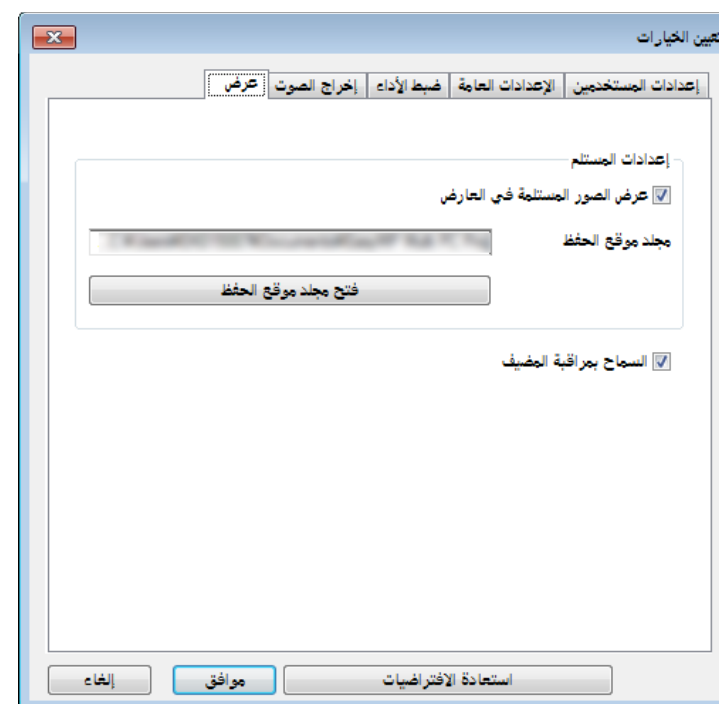 تعيين الخيارات
إعدادات المستخدمين الإعدادات العامة ضبط الأداء إخراج الصوت عرض
إعدادات المستلم
عرض الصور المستلمة في العارض
مجلد موقع الحفظ
فتح مجلد موقع الحفظ
السماح بمراقبة المضيف
استعادة الافتراضيات موافق إلغاء